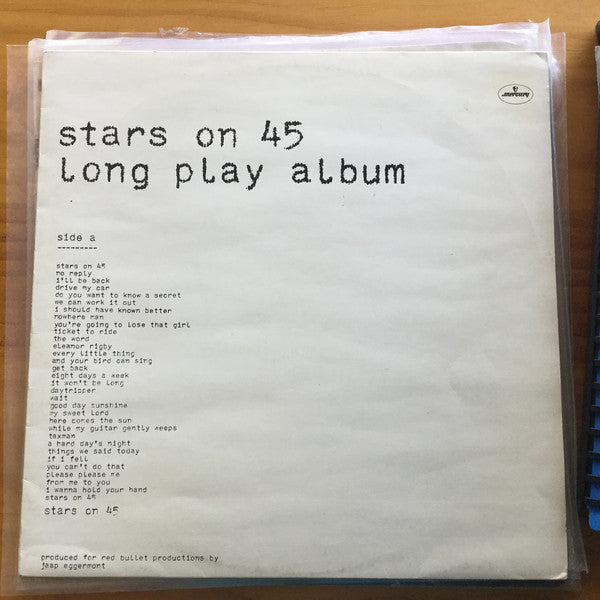 mercury
stars on 45
long play album
side a
---------
stars on 45
no reply
i'll be back
drive my car
do you want to know a secret
we can work it out
i should have known better
nowhere man
you're going to lose that girl
ticket to ride
the word
eleanor rigby
every little thing
and your bird can sing
get back
eight days a week
it won't be long
daytripper
wait
good day sunshine
my sweet lord
here comes the sun
while my guitar gently weeps
taxman
a hard day's night
things we said today
if i fell
you can't do that
please please me
from me to you
i wanna hold your hand
stars on 45
stars on 45
produced for red bullet productions by
jaap eggermont